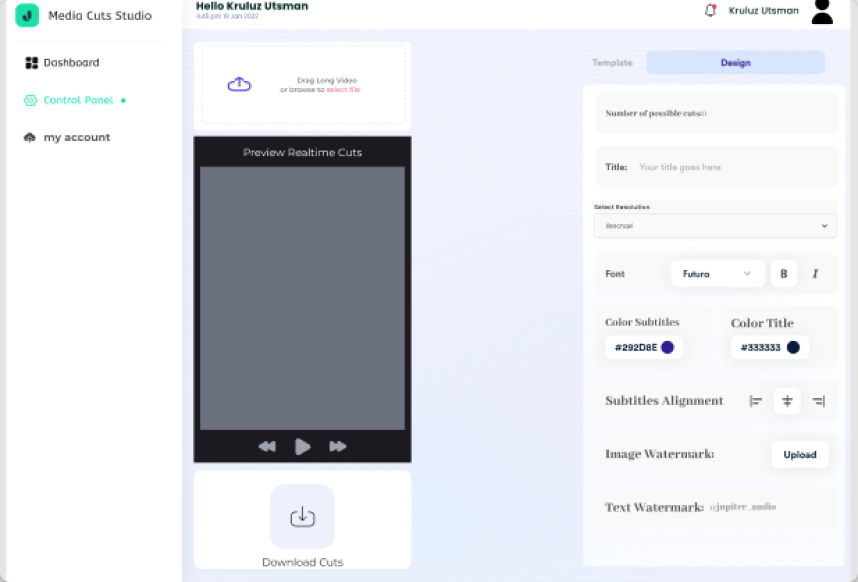 Media Cuts Studio
Dashboard
Control Panel
my account
Hello Kruluz Utsman
4:45 pm 19 Jan 2022
Kruluz Utsman
Drag Long Video
or browse to select file
Preview Realtime Cuts
Download Cuts
Template
Design
Number of possible cuts:0
Title: Your title goes here
Select Resolution
Font
Futura
B
I
Color Subtitles
#292D8E
Color Title
#333333
Subtitles Alignment
Image Watermark:
Upload
Text Watermark: @jupitre_audio